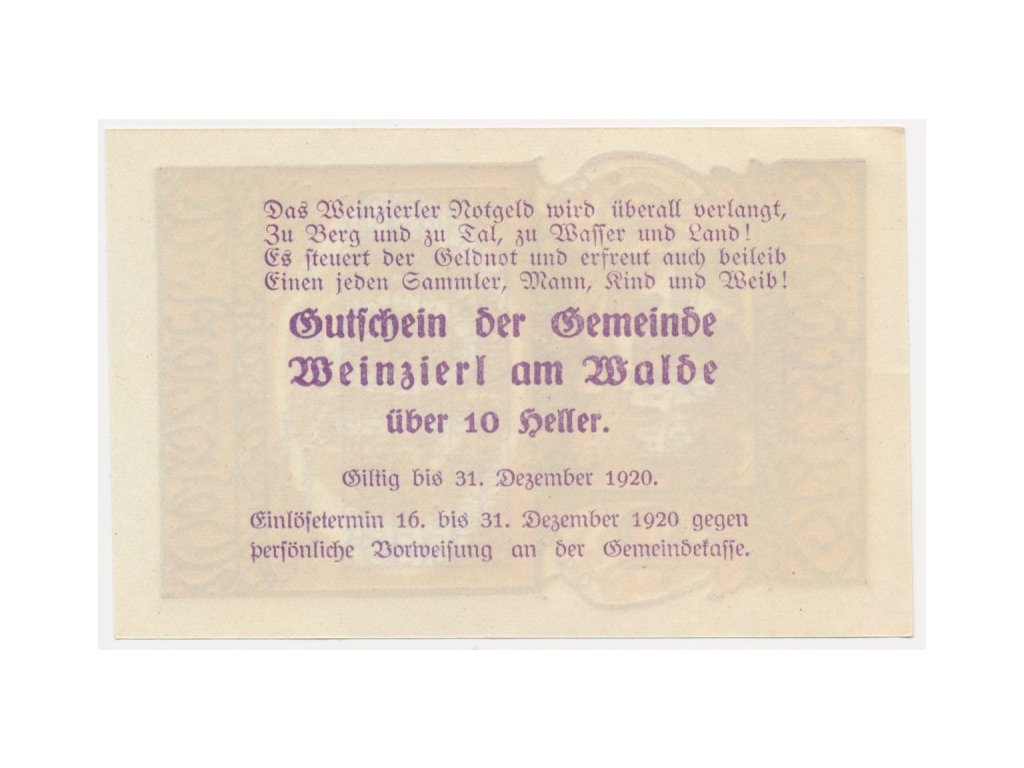 Das Weinzierler Notgeld wird überall verlangt,
Zu Berg und zu Tal, zu Wasser und Land!
Es steuert der Geldnot und erfreut auch beileib
Einen jeden Sammler, Mann, Kind und Weib!
Gutschein der Gemeinde
Weinzierl am Walde
über 10 Heller.
Giltig bis 31. Dezember 1920.
Einlösetermin 16. bis 31. Dezember 1920 gegen
persönliche Vorweisung an der Gemeindekasse.